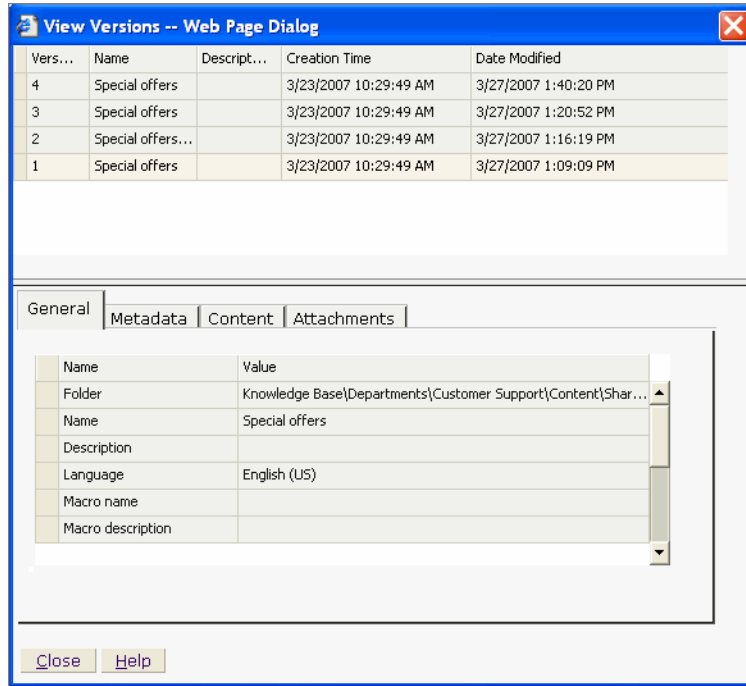 View Versions -- Web Page Dialog
Vers... Name Descript... Creation Time Date Modified
4 Special offers 3/23/2007 10:29:49 AM 3/27/2007 1:40:20 PM
3 Special offers 3/23/2007 10:29:49 AM 3/27/2007 1:20:52 PM
2 Special offers... 3/23/2007 10:29:49 AM 3/27/2007 1:16:19 PM
1 Special offers 3/23/2007 10:29:49 AM 3/27/2007 1:09:09 PM
General Metadata Content Attachments
Name Value
Folder Knowledge Base\Departments\Customer Support\Content\Shar...
Name Special offers
Description
Language English (US)
Macro name
Macro description
Close Help